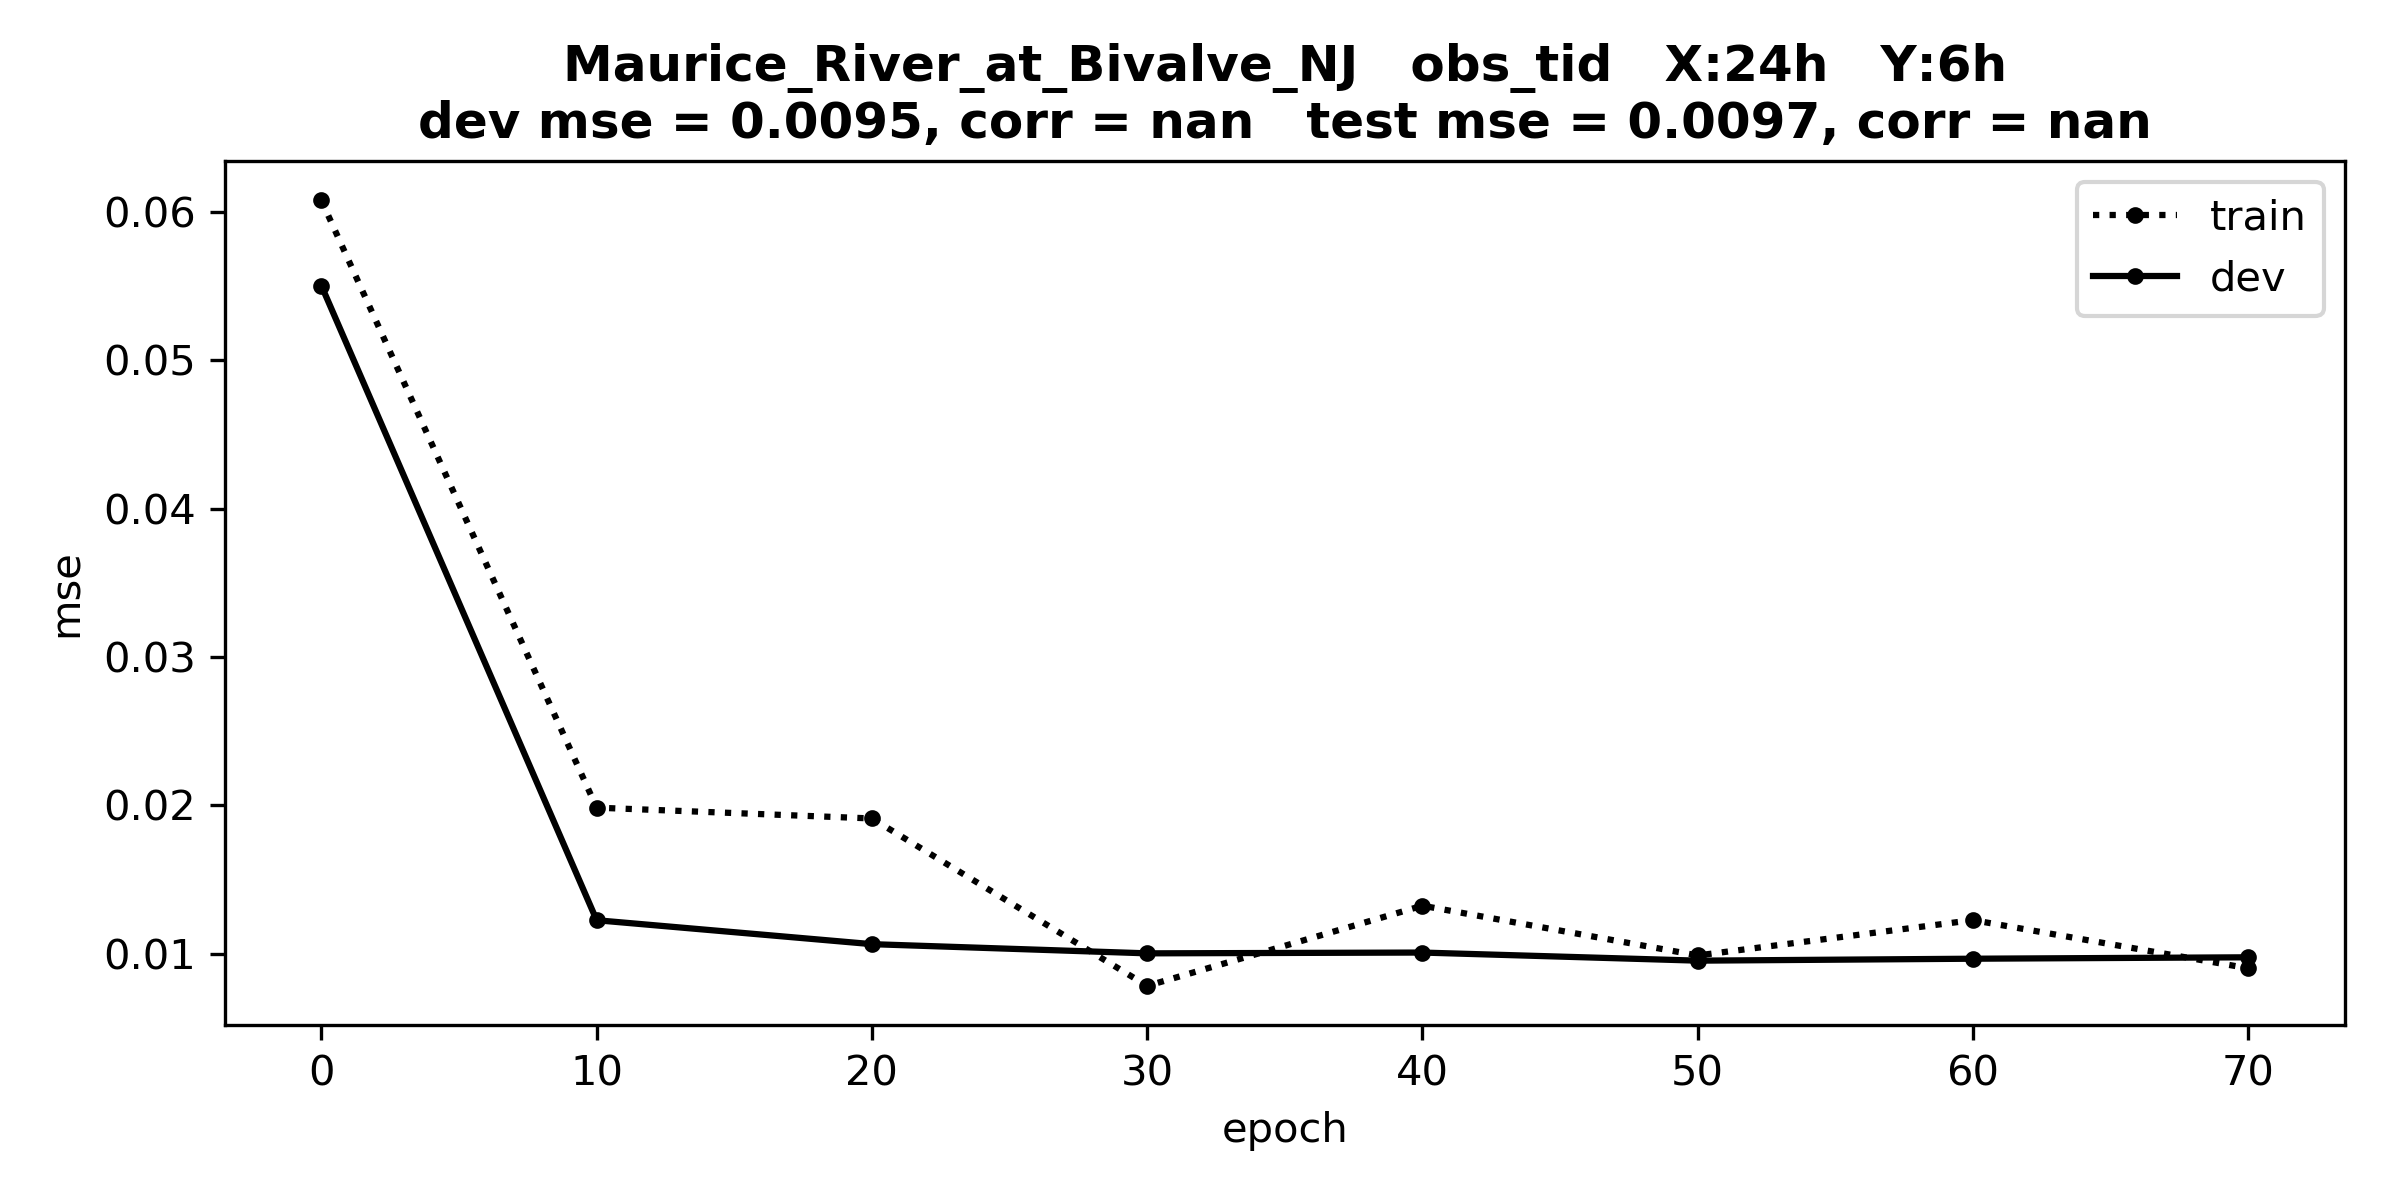 Maurice_River_at_Bivalve_NJ   obs_tid   X:24h   Y:6h
dev mse = 0.0095, corr = nan   test mse = 0.0097, corr = nan
train
dev
0.06
0.05
0.04
0.03
0.02
0.01
mse
0 10 20 30 40 50 60 70
epoch